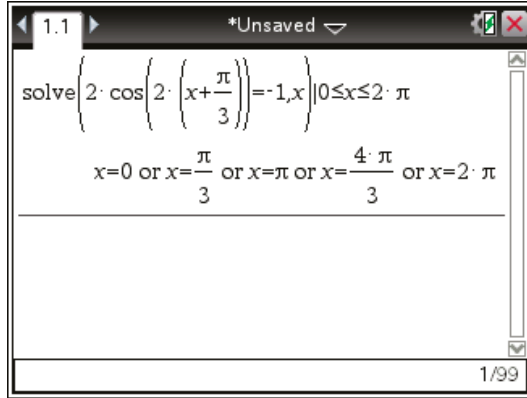 1.1 *Unsaved
solve(2· cos(2· (x+π/3))=-1,x)|0≤x≤2· π
x=0 or x=π/3 or x=π or x=4· π/3 or x=2· π
1/99